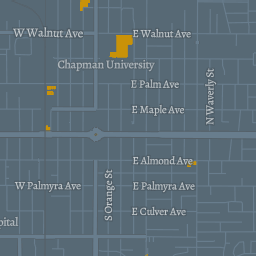 W Walnut Ave
E Walnut Ave
Chapman University
E Palm Ave
N Waverly St
E Maple Ave
E Almond Ave
W Palmyra Ave
S Orange St
E Palmyra Ave
E Culver Ave
pital